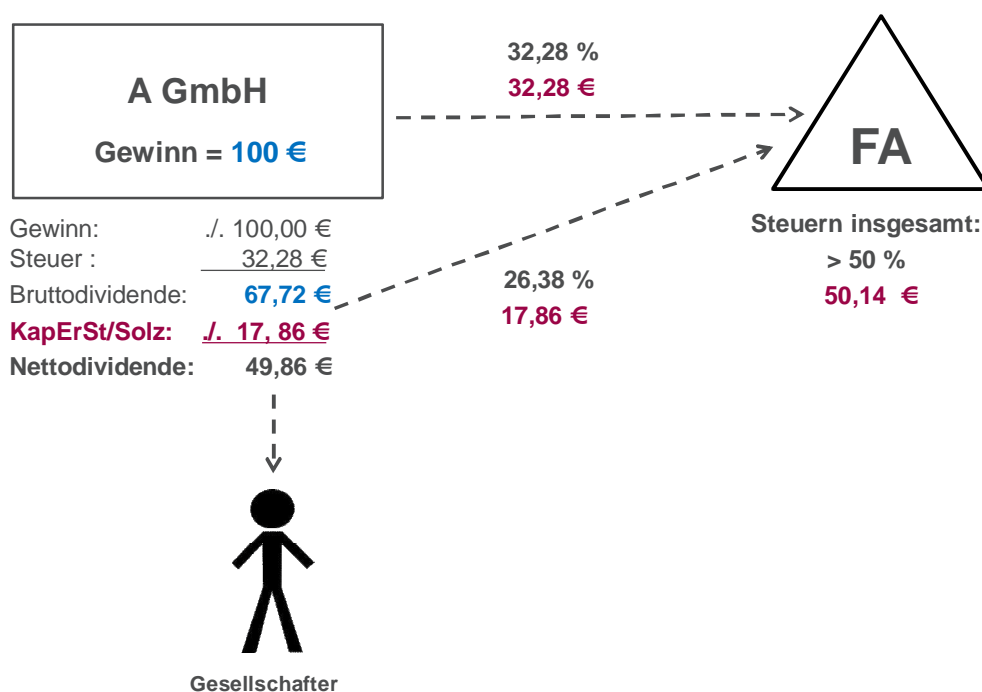 A GmbH
Gewinn = 100 €
32,28 %
32,28 €
FA
Gewinn: ./. 100,00 €
Steuer : 32,28 €
Bruttodividende: 67,72 €
KapErSt/Solz: ./. 17, 86 €
Nettodividende: 49,86 €
26,38 %
17,86 €
Steuern insgesamt:
> 50 %
50,14 €
Gesellschafter